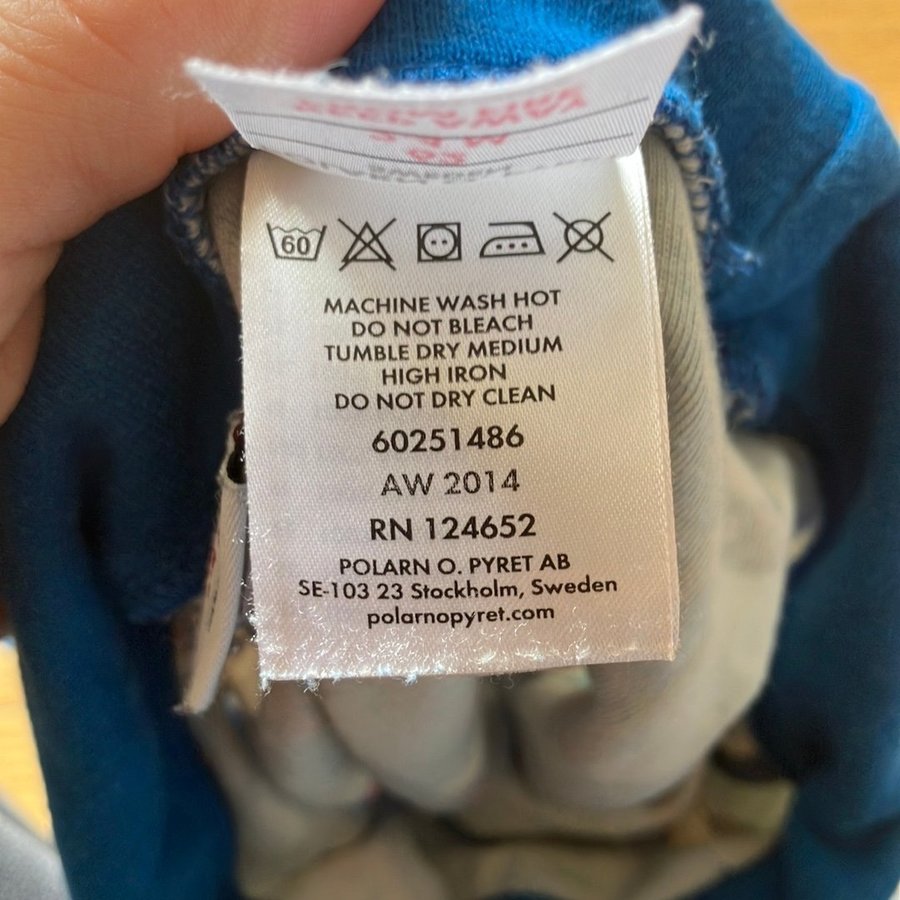 60
MACHINE WASH HOT
DO NOT BLEACH
TUMBLE DRY MEDIUM
HIGH IRON
DO NOT DRY CLEAN
60251486
AW 2014
RN 124652
POLARN O. PYRET AB
SE-103 23 Stockholm, Sweden
polarnopyret.com